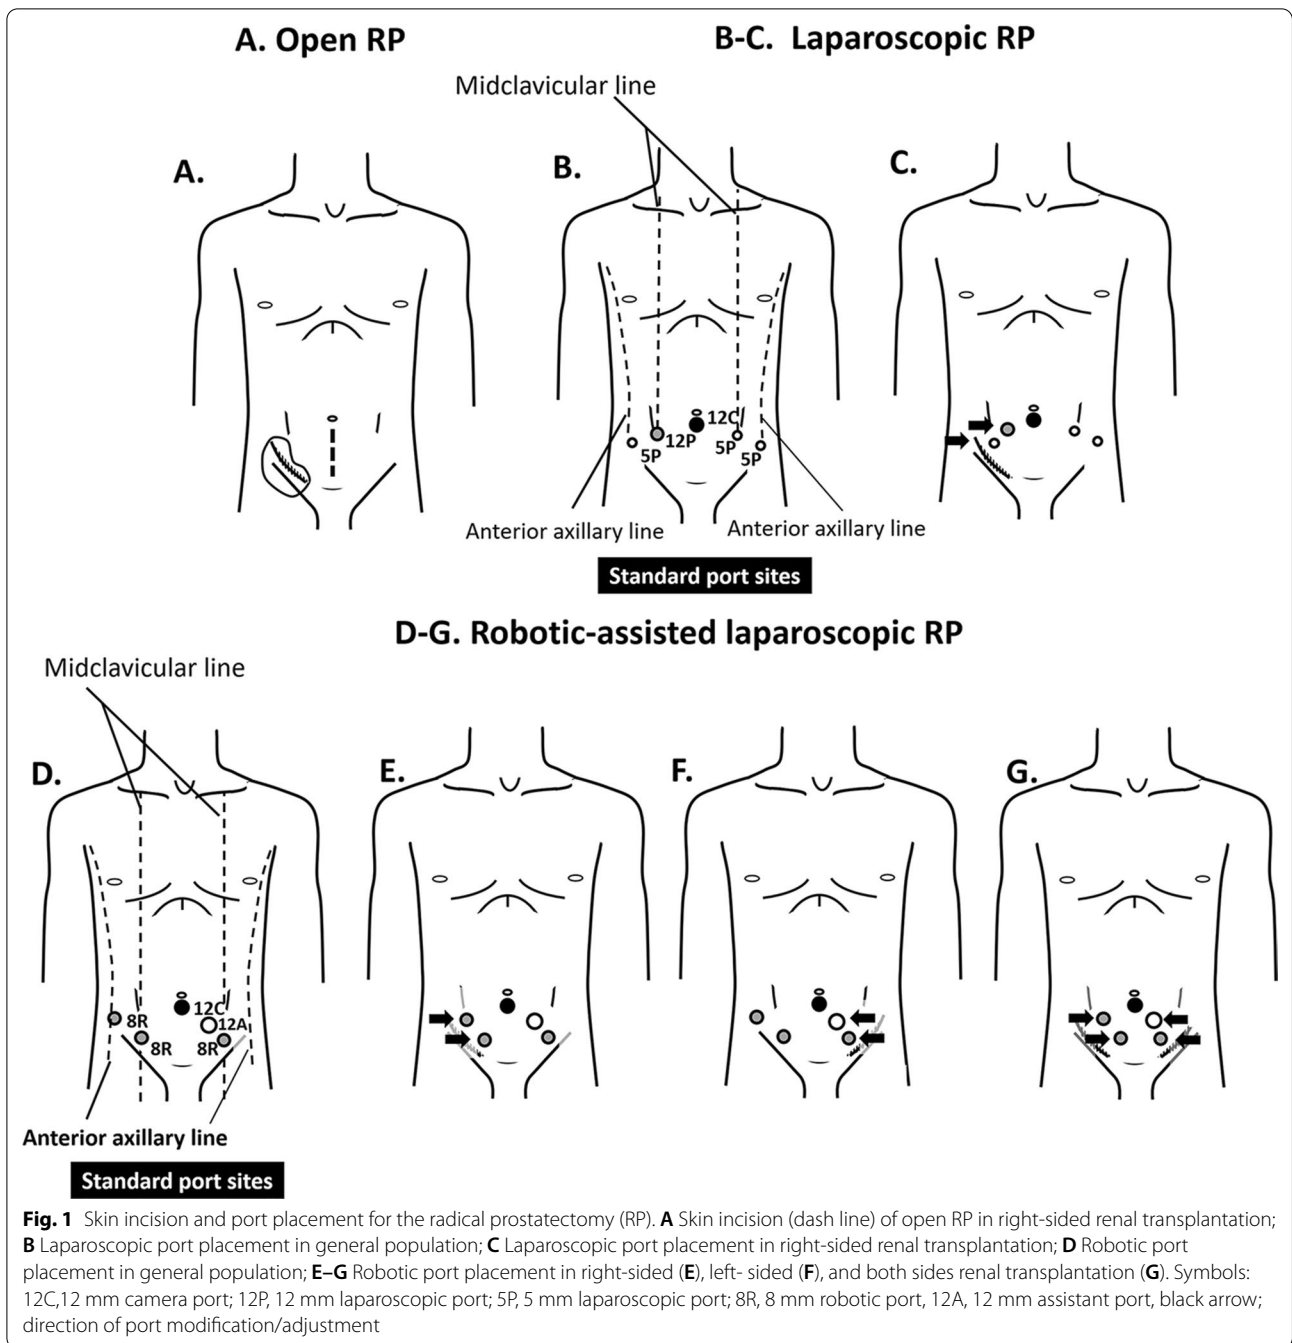 A. Open RP
B-C. Laparoscopic RP
Midclavicular line
A.
B.
C.
12C
12P
5P
5P
5P
Anterior axillary line
Anterior axillary line
Standard port sites
D-G. Robotic-assisted laparoscopic RP
Midclavicular line
D.
E.
F.
G.
12C
8R
12A
8R
8R
Anterior axillary line
Standard port sites
Fig. 1 Skin incision and port placement for the radical prostatectomy (RP). A Skin incision (dash line) of open RP in right-sided renal transplantation;
B Laparoscopic port placement in general population; C Laparoscopic port placement in right-sided renal transplantation; D Robotic port
placement in general population; E–G Robotic port placement in right-sided (E), left- sided (F), and both sides renal transplantation (G). Symbols:
12C,12 mm camera port; 12P, 12 mm laparoscopic port; 5P, 5 mm laparoscopic port; 8R, 8 mm robotic port, 12A, 12 mm assistant port, black arrow;
direction of port modification/adjustment